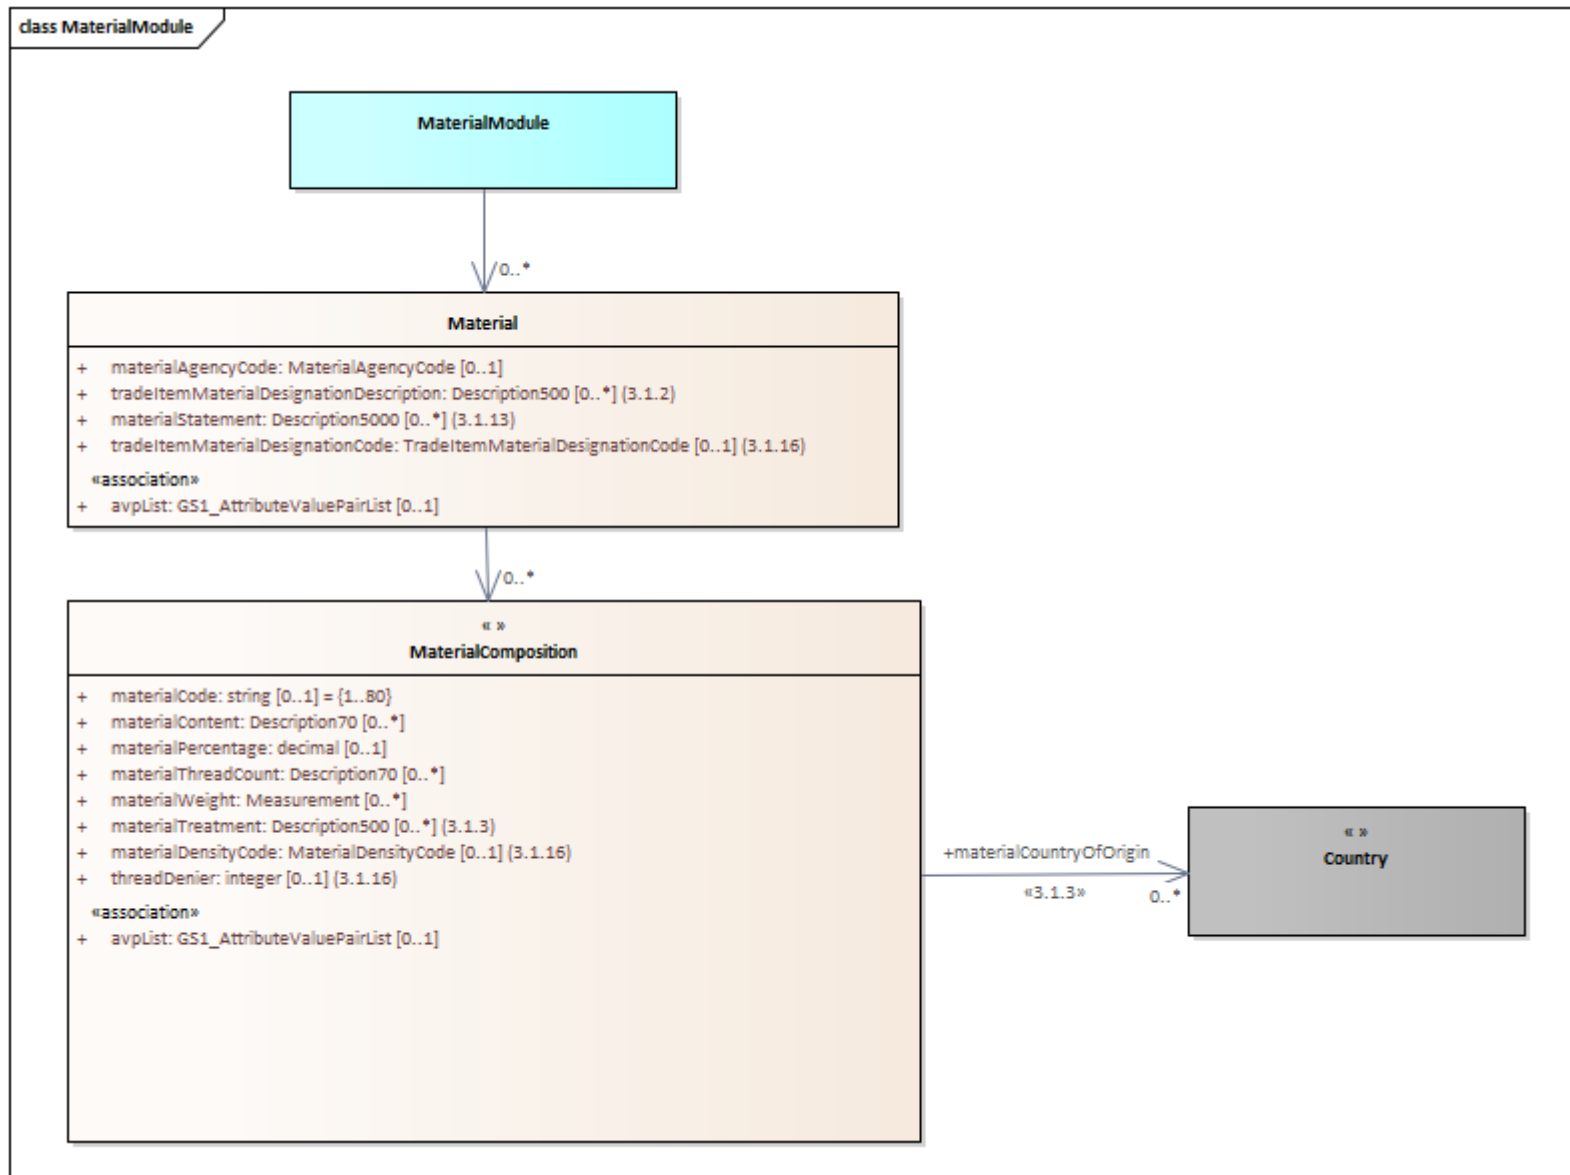 class MaterialModule
MaterialModule
0..*
Material
+ materialAgencyCode: MaterialAgencyCode [0..1]
+ tradeItemMaterialDesignationDescription: Description500 [0..*] (3.1.2)
+ materialStatement: Description5000 [0..*] (3.1.13)
+ tradeItemMaterialDesignationCode: TradeItemMaterialDesignationCode [0..1] (3.1.16)
«association»
+ avpList: GS1_AttributeValuePairList [0..1]
0..*
« »
MaterialComposition
+ materialCode: string [0..1] = {1..80}
+ materialContent: Description70 [0..*]
+ materialPercentage: decimal [0..1]
+ materialThreadCount: Description70 [0..*]
+ materialWeight: Measurement [0..*]
+ materialTreatment: Description500 [0..*] (3.1.3)
+ materialDensityCode: MaterialDensityCode [0..1] (3.1.16)
+ threadDenier: integer [0..1] (3.1.16)
«association»
+ avpList: GS1_AttributeValuePairList [0..1]
+materialCountryOfOrigin
«3.1.3»
0..*
« »
Country